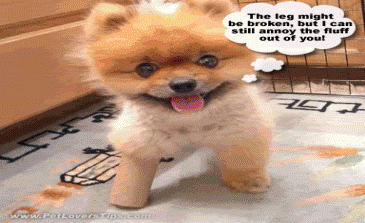 The leg might
be broken, but I can
still annoy the fluff
out of you!
www.PetLoversTips.com